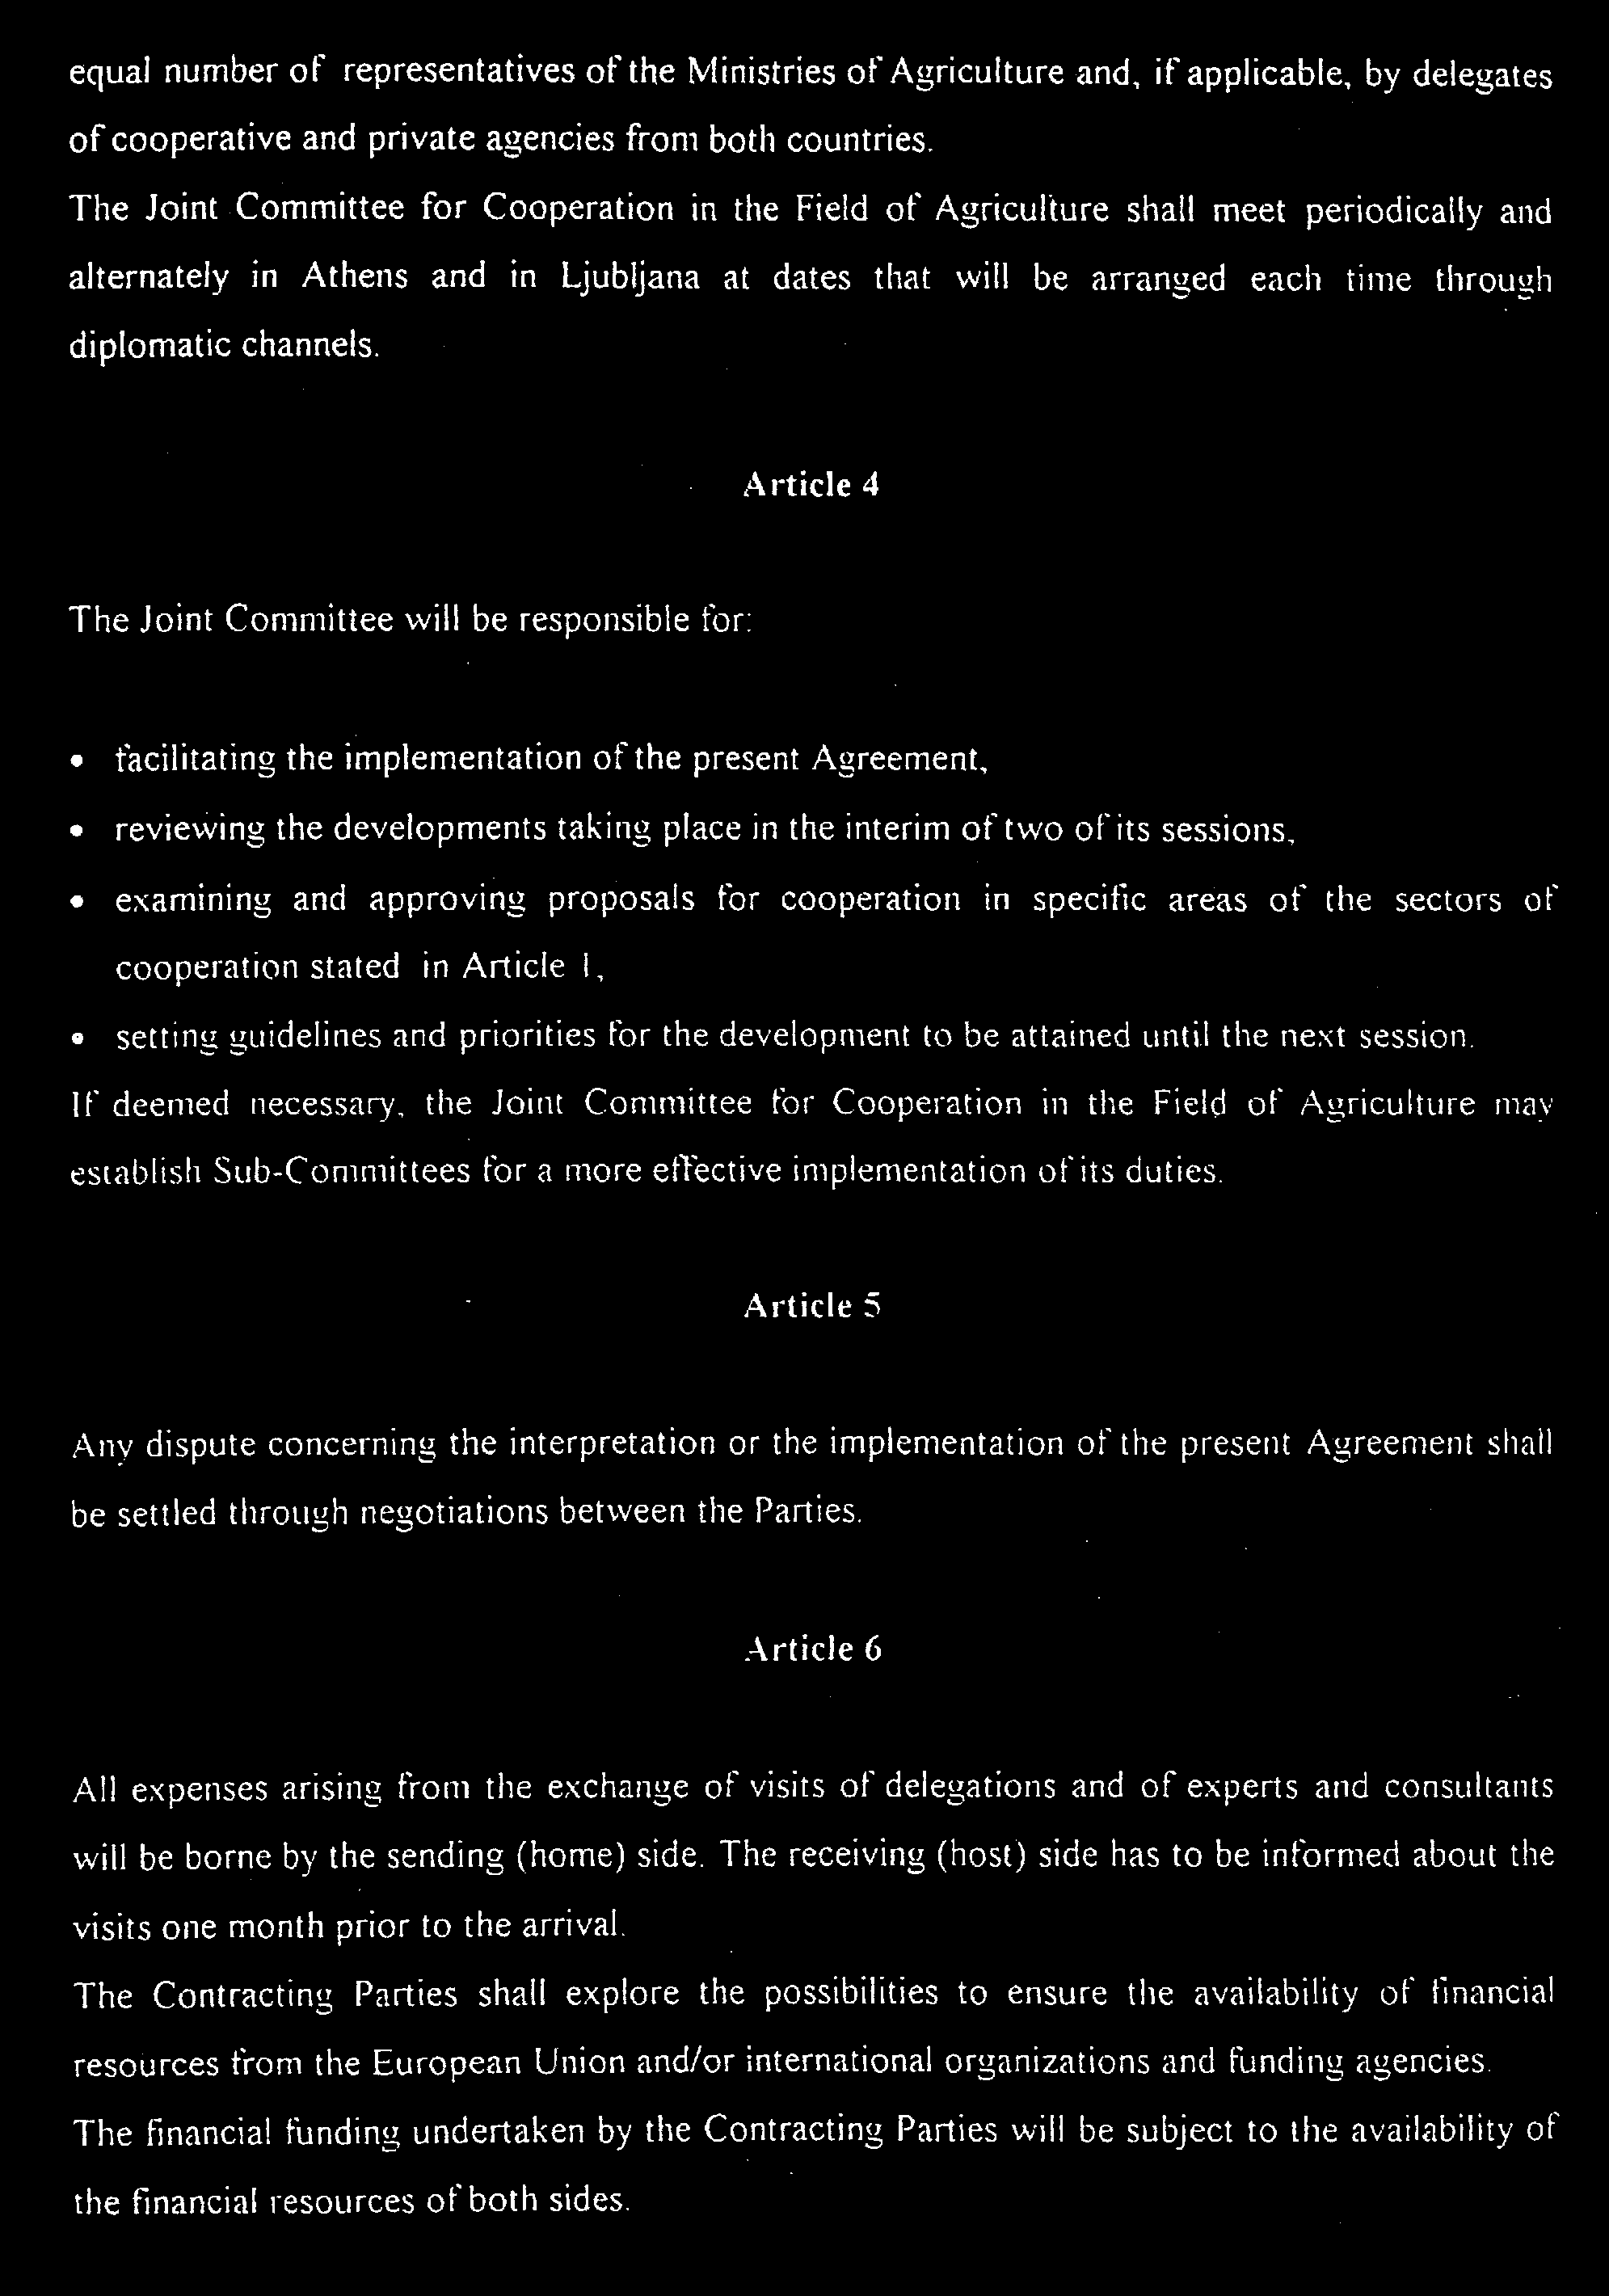 equal number of representatives of the Ministries of Agriculture and, if applicable, by delegates
of cooperative and private agencies from both countries.
The Joint Committee for Cooperation in the Field of Agriculture shall meet periodically and
alternately in Athens and in Ljubljana at dates that will be arranged each time through
diplomatic channels.
Article 4
The Joint Committee will be responsible for:
• facilitating the implementation of the present Agreement,
• reviewing the developments taking place in the interim of two of its sessions,
• examining and approving proposals for cooperation in specific areas of the sectors of
cooperation stated in Article 1,
• setting guidelines and priorities for the development to be attained until the next session.
If deemed necessary, the Joint Committee for Cooperation in the Field of Agriculture may
establish Sub-Committees for a more effective implementation of its duties.
Article 5
Any dispute concerning the interpretation or the implementation of the present Agreement shall
be settled through negotiations between the Parties.
Article 6
All expenses arising from the exchange of visits of delegations and of experts and consultants
will be borne by the sending (home) side. The receiving (host) side has to be informed about the
visits one month prior to the arrival.
The Contracting Parties shall explore the possibilities to ensure the availability of financial
resources from the European Union and/or international organizations and funding agencies.
The financial funding undertaken by the Contracting Parties will be subject to the availability of
the financial resources of both sides.